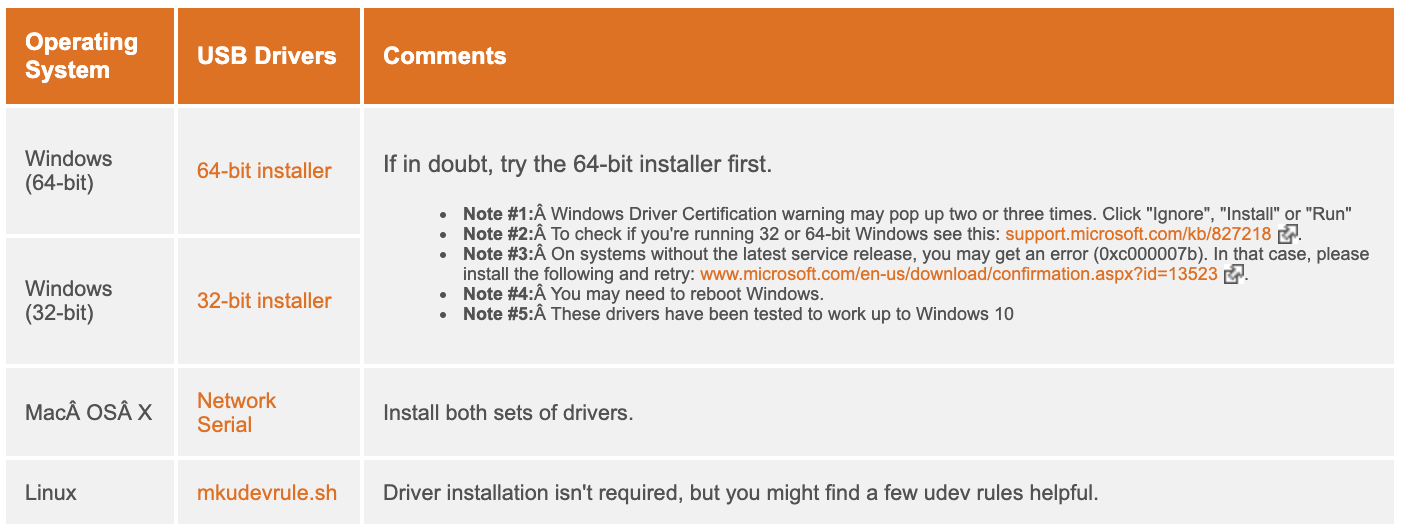 Operating
System
USB Drivers
Comments
Windows
(64-bit)
64-bit installer
If in doubt, try the 64-bit installer first.
• Note #1:Â Windows Driver Certification warning may pop up two or three times. Click "Ignore", "Install" or "Run"
• Note #2:Â To check if you're running 32 or 64-bit Windows see this: support.microsoft.com/kb/827218.
• Note #3:Â On systems without the latest service release, you may get an error (0xc000007b). In that case, please
install the following and retry: www.microsoft.com/en-us/download/confirmation.aspx?id=13523.
• Note #4:Â You may need to reboot Windows.
• Note #5:Â These drivers have been tested to work up to Windows 10
Windows
(32-bit)
32-bit installer
MacÂ OSÂ X
Network
Serial
Install both sets of drivers.
Linux
mkudevrule.sh
Driver installation isn't required, but you might find a few udev rules helpful.